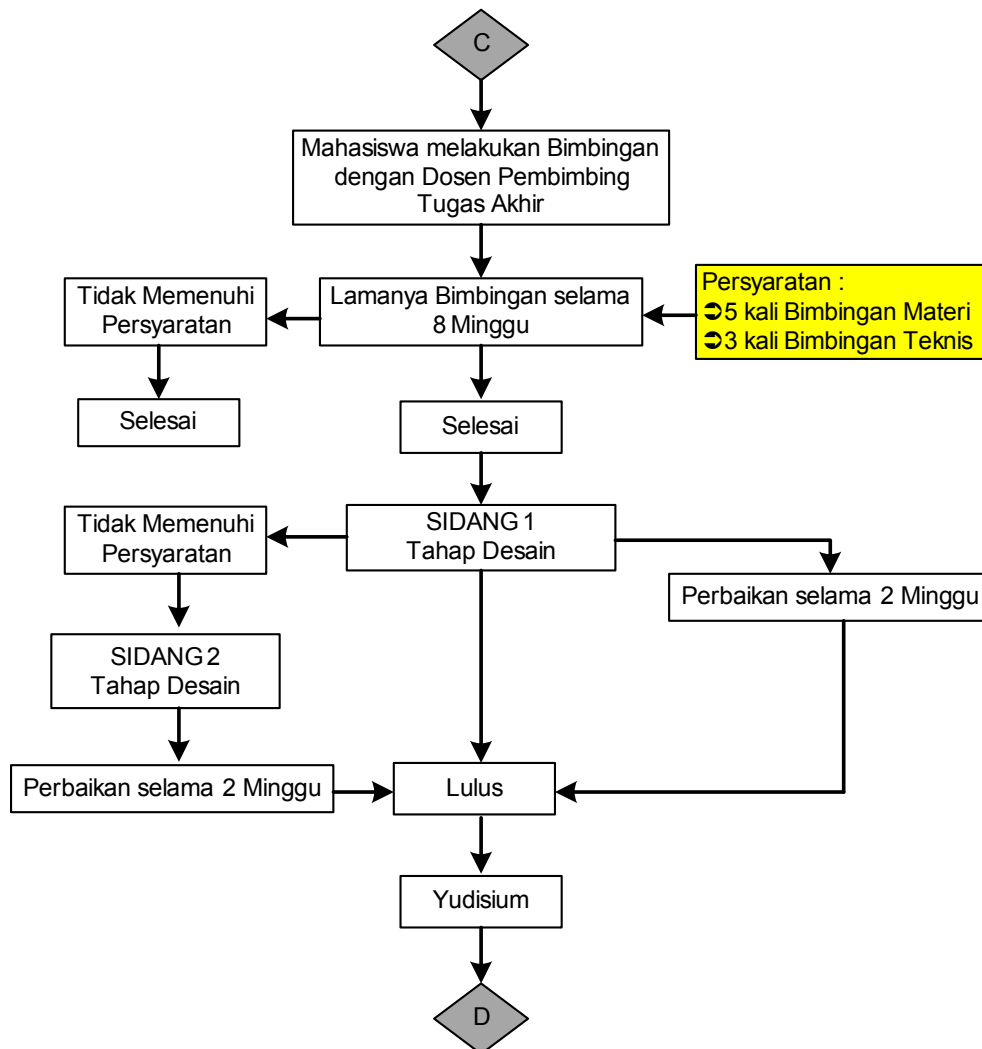 C
Mahasiswa melakukan Bimbingan
dengan Dosen Pembimbing
Tugas Akhir
Tidak Memenuhi
Persyaratan
Lamanya Bimbingan selama
8 Minggu
Persyaratan :
➲5 kali Bimbingan Materi
➲3 kali Bimbingan Teknis
Selesai
Selesai
Tidak Memenuhi
Persyaratan
SIDANG 1
Tahap Desain
Perbaikan selama 2 Minggu
SIDANG 2
Tahap Desain
Perbaikan selama 2 Minggu
Lulus
Yudisium
D